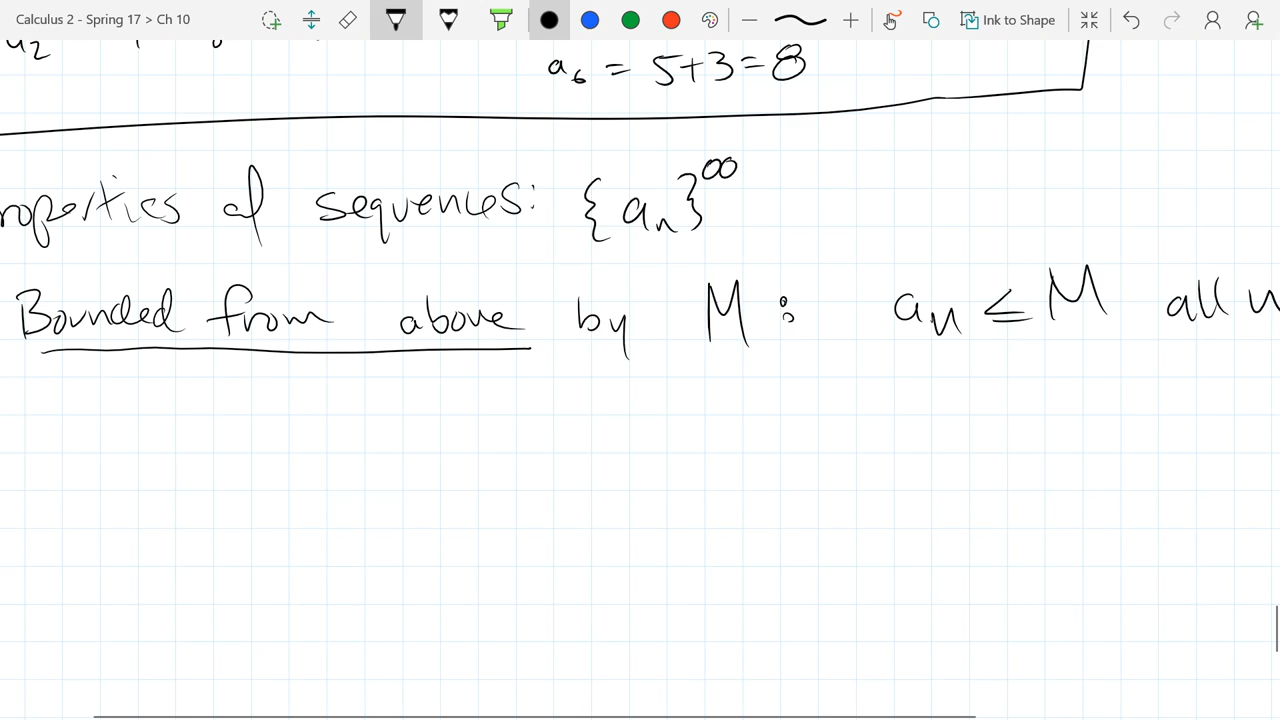 Calculus 2 - Spring 17 > Ch 10
Ink to Shape
a₆ = 5+3=8
roperties of sequences: {aₙ}^∞
Bounded from above by M: aₙ ≤ M all n